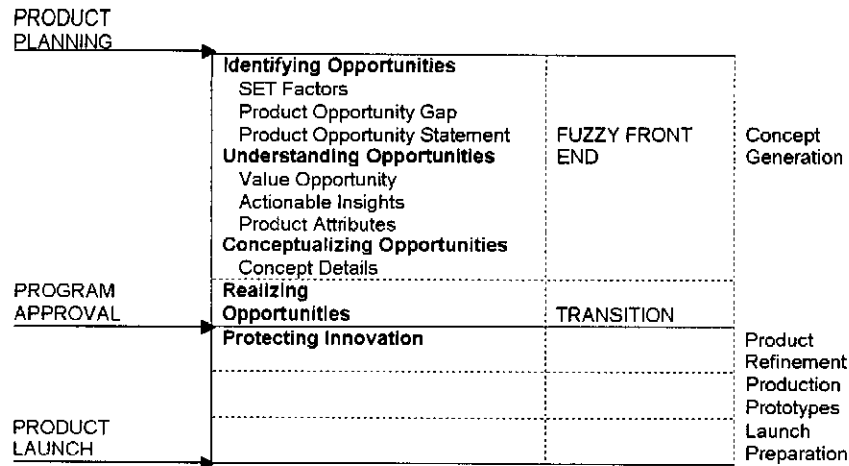 PRODUCT
PLANNING
Identifying Opportunities
SET Factors
Product Opportunity Gap
Product Opportunity Statement
Understanding Opportunities
Value Opportunity
Actionable Insights
Product Attributes
Conceptualizing Opportunities
Concept Details
FUZZY FRONT
END
Concept
Generation
PROGRAM
APPROVAL
Realizing
Opportunities
TRANSITION
Protecting Innovation
Product
Refinement
Production
Prototypes
PRODUCT
LAUNCH
Launch
Preparation